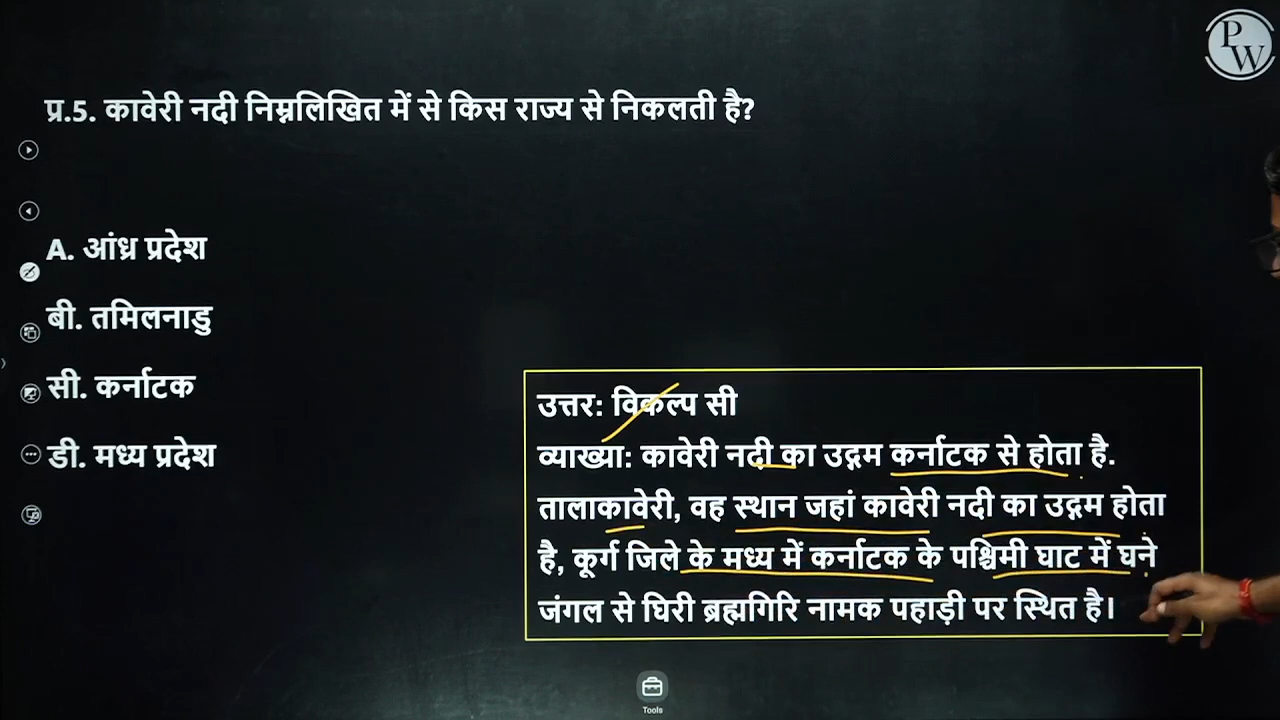 PW
प्र.5. कावेरी नदी निम्नलिखित में से किस राज्य से निकलती है?
A. आंध्र प्रदेश
बी. तमिलनाडु
सी. कर्नाटक
डी. मध्य प्रदेश
उत्तर: विकल्प सी
व्याख्या: कावेरी नदी का उद्गम कर्नाटक से होता है.
तालाकावेरी, वह स्थान जहां कावेरी नदी का उद्गम होता
है, कूर्ग जिले के मध्य में कर्नाटक के पश्चिमी घाट में घने
जंगल से घिरी ब्रह्मगिरि नामक पहाड़ी पर स्थित है।
Tools